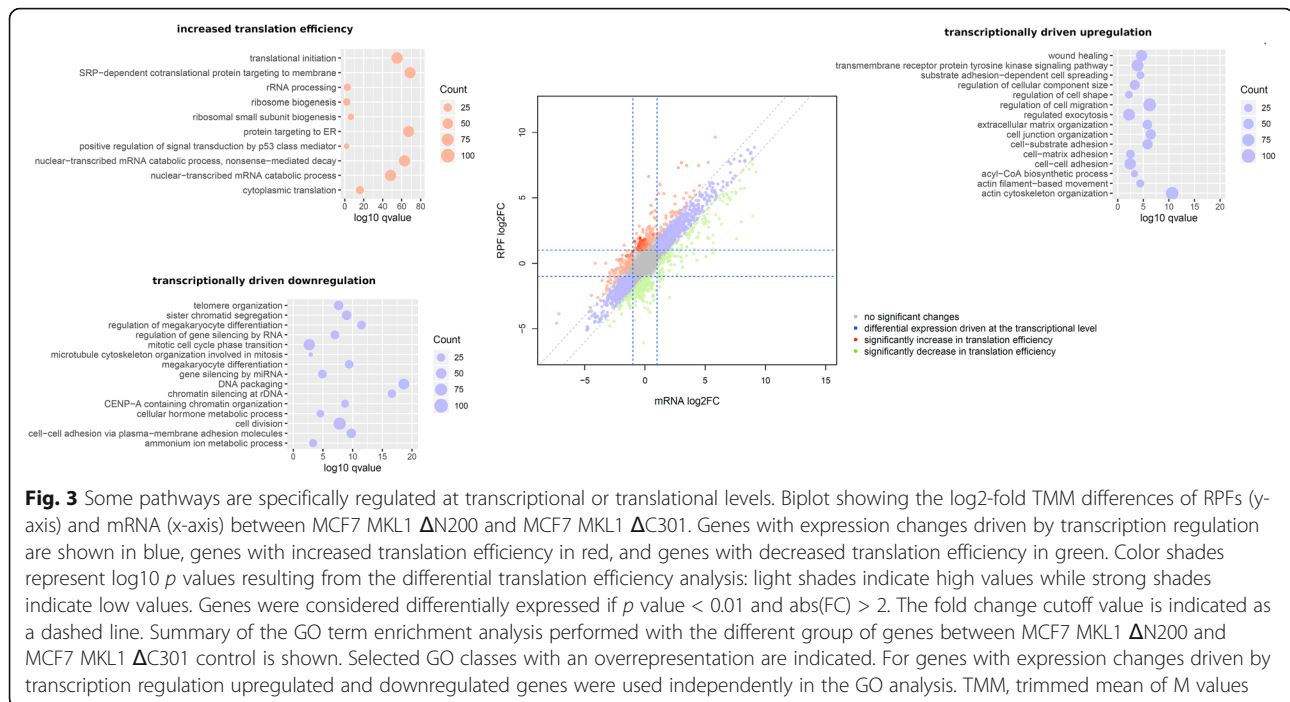 increased translation efficiency
translational initiation
SRP-dependent cotranslational protein targeting to membrane
rRNA processing
ribosome biogenesis
ribosomal small subunit biogenesis
protein targeting to ER
positive regulation of signal transduction by p53 class mediator
nuclear-transcribed mRNA catabolic process, nonsense-mediated decay
nuclear-transcribed mRNA catabolic process
cytoplasmic translation
0 20 40 60 80
log10 qvalue
Count
25
50
75
100
transcriptionally driven downregulation
telomere organization
sister chromatid segregation
regulation of megakaryocyte differentiation
regulation of gene silencing by RNA
mitotic cell cycle phase transition
microtubule cytoskeleton organization involved in mitosis
megakaryocyte differentiation
gene silencing by miRNA
DNA packaging
chromatin silencing at rDNA
CENP-A containing chromatin organization
cellular hormone metabolic process
cell division
cell-cell adhesion via plasma-membrane adhesion molecules
ammonium ion metabolic process
0 5 10 15 20
log10 qvalue
Count
25
50
75
100
RPF log2FC
10
5
0
−5
−5 0 5 10 15
mRNA log2FC
transcriptionally driven upregulation
wound healing
transmembrane receptor protein tyrosine kinase signaling pathway
substrate adhesion-dependent cell spreading
regulation of cellular component size
regulation of cell shape
regulation of cell migration
regulated exocytosis
extracellular matrix organization
cell junction organization
cell-substrate adhesion
cell-matrix adhesion
cell-cell adhesion
acyl-CoA biosynthetic process
actin filament-based movement
actin cytoskeleton organization
0 5 10 15 20
log10 qvalue
Count
25
50
75
100
no significant changes
differential expression driven at the transcriptional level
significantly increase in translation efficiency
significantly decrease in translation efficiency
Fig. 3 Some pathways are specifically regulated at transcriptional or translational levels. Biplot showing the log2-fold TMM differences of RPFs (y-
axis) and mRNA (x-axis) between MCF7 MKL1 ΔN200 and MCF7 MKL1 ΔC301. Genes with expression changes driven by transcription regulation
are shown in blue, genes with increased translation efficiency in red, and genes with decreased translation efficiency in green. Color shades
represent log10 p values resulting from the differential translation efficiency analysis: light shades indicate high values while strong shades
indicate low values. Genes were considered differentially expressed if p value < 0.01 and abs(FC) > 2. The fold change cutoff value is indicated as
a dashed line. Summary of the GO term enrichment analysis performed with the different group of genes between MCF7 MKL1 ΔN200 and
MCF7 MKL1 ΔC301 control is shown. Selected GO classes with an overrepresentation are indicated. For genes with expression changes driven by
transcription regulation upregulated and downregulated genes were used independently in the GO analysis. TMM, trimmed mean of M values